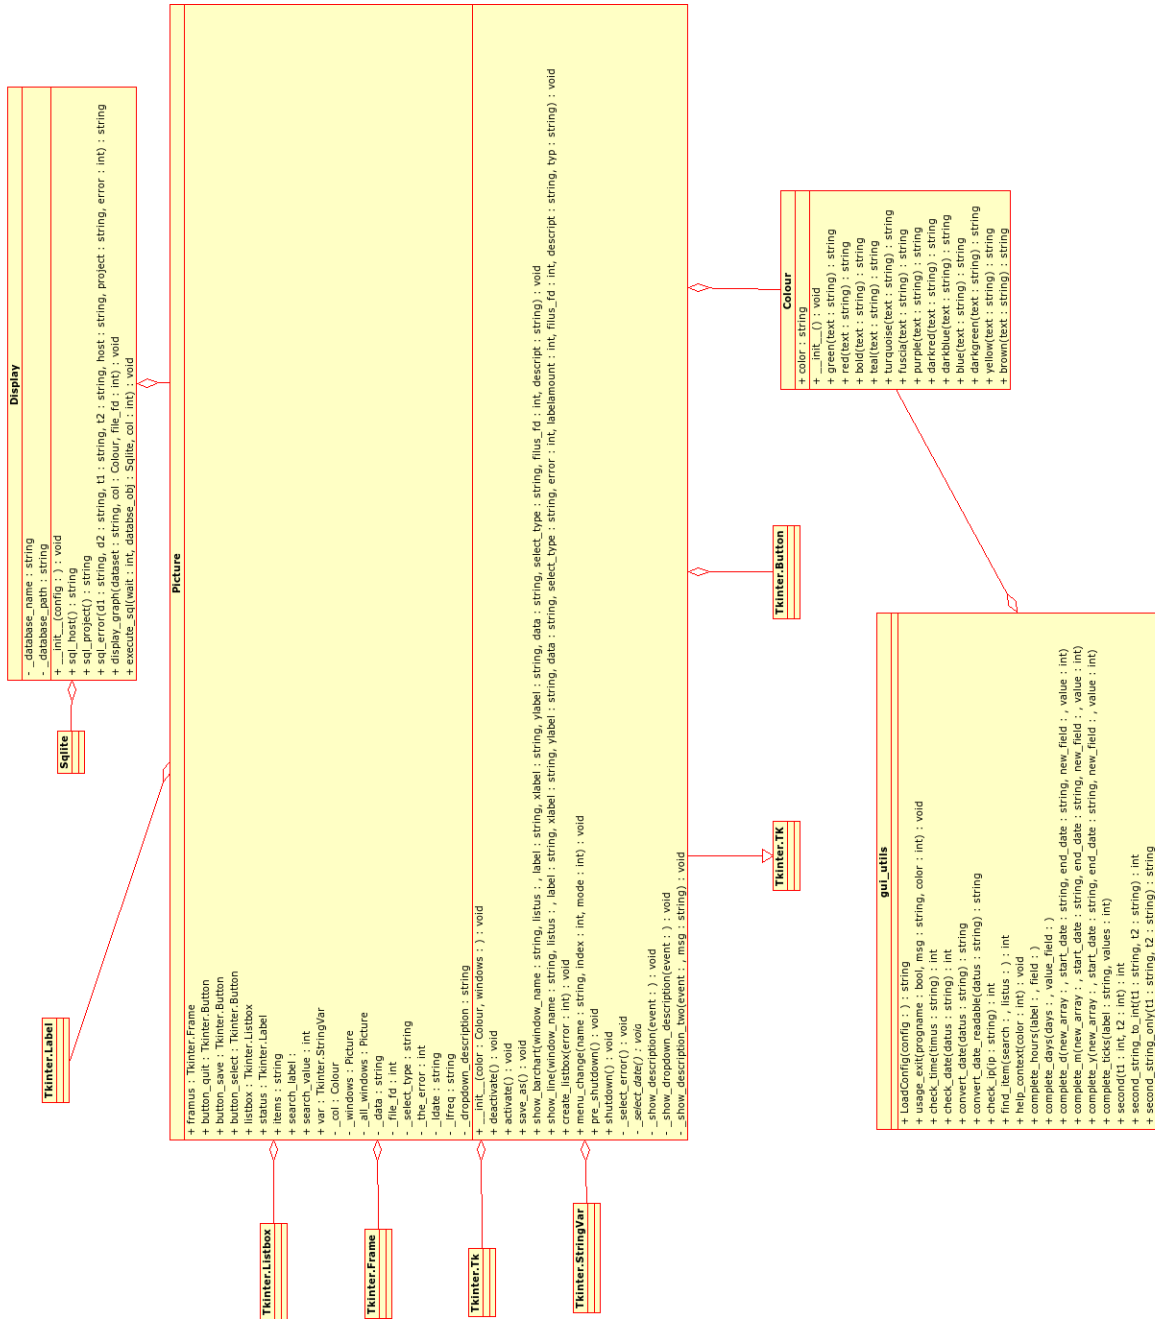 Display
- _database_name : string
- _database_path : string
+ __init__(config : ) : void
+ sql_host() : string
+ sql_project() : string
+ sql_error(d1 : string, d2 : string, t1 : string, t2 : string, host : string, project : string, error : int) : string
+ display_graph(dataset : string, col : Colour, file_fd : int) : void
+ execute_sql(wait : int, databse_obj : Sqlite, col : int) : void
Sqlite
Tkinter.Label
Picture
+ framus : Tkinter.Frame
+ button_quit : Tkinter.Button
+ button_save : Tkinter.Button
+ button_select : Tkinter.Button
+ listbox : Tkinter.Listbox
+ status : Tkinter.Label
+ items : string
+ search_label :
+ search_value : int
+ var : Tkinter.StringVar
- _col : Colour
- _windows : Picture
- _all_windows : Picture
- _data : string
- _file_fd : int
- _select_type : string
- _the_error : int
- _ldate : string
- _lfreq : string
- _dropdown_description : string
+ __init__(color : Colour, windows : ) : void
+ deactivate() : void
+ activate() : void
+ save_as() : void
+ show_barchart(window_name : string, listus : , label : string, xlabel : string, ylabel : string, data : string, select_type : string, filus_fd : int, descript : string) : void
+ show_line(window_name : string, listus : , label : string, xlabel : string, ylabel : string, data : string, select_type : string, error : int, labelamount : int, filus_fd : int, descript : string, typ : string) : void
+ create_listbox(error : int) : void
+ menu_change(name : string, index : int, mode : int) : void
+ pre_shutdown() : void
+ shutdown() : void
- _select_error() : void
- _select_date() : void
- _show_description(event : ) : void
- _show_dropdown_description(event : ) : void
- _show_description_two(event : , msg : string) : void
Tkinter.Listbox
Tkinter.Frame
Tkinter.Tk
Tkinter.StringVar
Colour
+ color : string
+ __init__() : void
+ green(text : string) : string
+ red(text : string) : string
+ bold(text : string) : string
+ teal(text : string) : string
+ turquoise(text : string) : string
+ fuscia(text : string) : string
+ purple(text : string) : string
+ darkred(text : string) : string
+ darkblue(text : string) : string
+ blue(text : string) : string
+ darkgreen(text : string) : string
+ yellow(text : string) : string
+ brown(text : string) : string
Tkinter.Button
Tkinter.TK
gui_utils
+ LoadConfig(config : ) : string
+ usage_exit(progname : bool, msg : string, color : int) : void
+ check_time(timus : string) : int
+ check_date(datus : string) : int
+ convert_date(datus : string) : string
+ convert_date_readable(datus : string) : string
+ check_ip(ip : string) : int
+ find_item(search : , listus : ) : int
+ help_context(color : int) : void
+ complete_hours(label : , field : )
+ complete_days(days : , value_field : )
+ complete_d(new_array : , start_date : string, end_date : string, new_field : , value : int)
+ complete_m(new_array : , start_date : string, end_date : string, new_field : , value : int)
+ complete_y(new_array : , start_date : string, end_date : string, new_field : , value : int)
+ complete_ticks(label : string, values : int)
+ second(t1 : int, t2 : int) : int
+ second_string_to_int(t1 : string, t2 : string) : int
+ second_string_only(t1 : string, t2 : string) : string